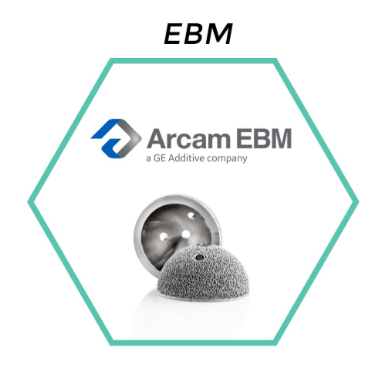 EBM
Arcam EBM
a GE Additive company